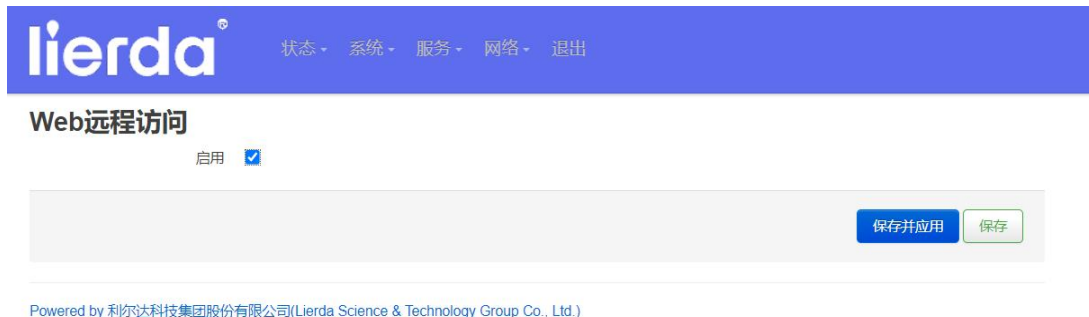 lierda®
状态 系统 服务 网络 退出
Web远程访问
启用
保存并应用 保存
Powered by 利尔达科技集团股份有限公司(Lierda Science & Technology Group Co., Ltd.)